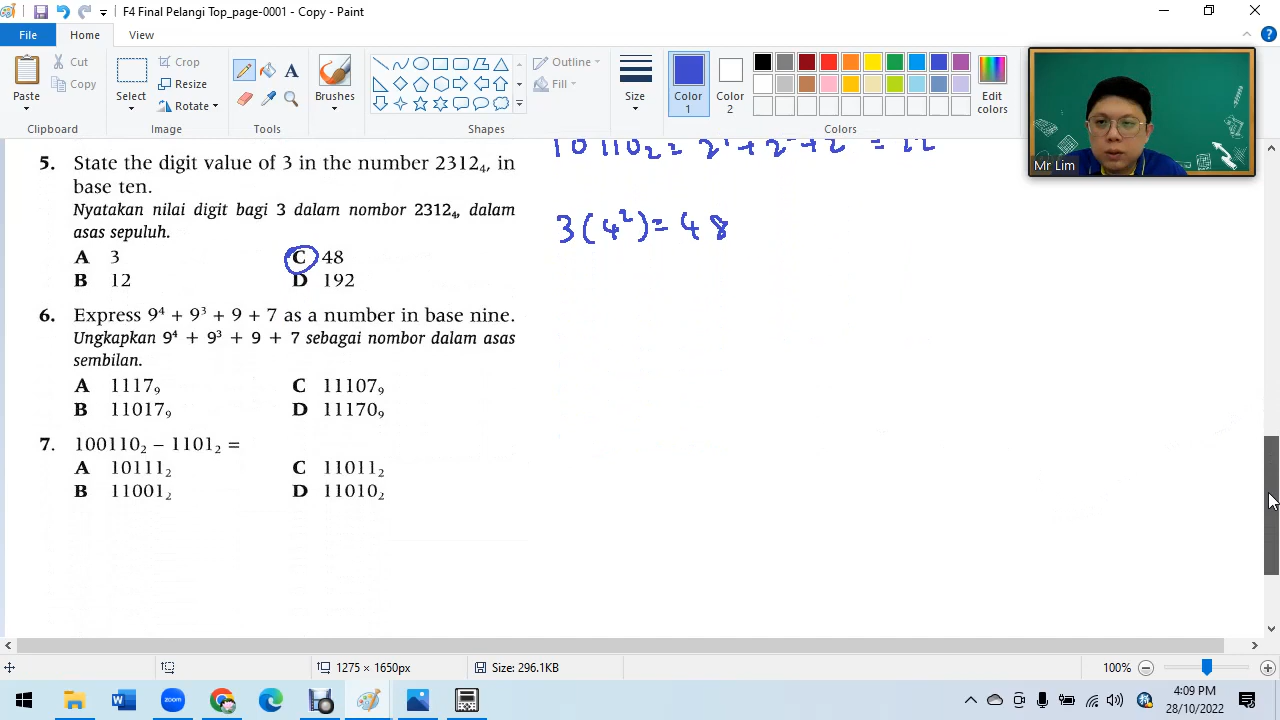 F4 Final Pelangi Top_page-0001 - Copy - Paint
File Home View
Paste Cut Copy Clipboard
Select Crop Resize Rotate Image
Tools
Brushes
Outline Fill Shapes
Size
Color 1 Color 2 Edit colors Colors
Mr Lim
5. State the digit value of 3 in the number 2312₄, in
base ten.
Nyatakan nilai digit bagi 3 dalam nombor 2312₄, dalam
asas sepuluh.
A 3 C 48
B 12 D 192
3(4²)=48
6. Express 9⁴ + 9³ + 9 + 7 as a number in base nine.
Ungkapkan 9⁴ + 9³ + 9 + 7 sebagai nombor dalam asas
sembilan.
A 1117₉ C 11107₉
B 11017₉ D 11170₉
7. 100110₂ – 1101₂ =
A 10111₂ C 11011₂
B 11001₂ D 11010₂
1275 × 1650px Size: 296.1KB 100%
zoom
4:09 PM
28/10/2022